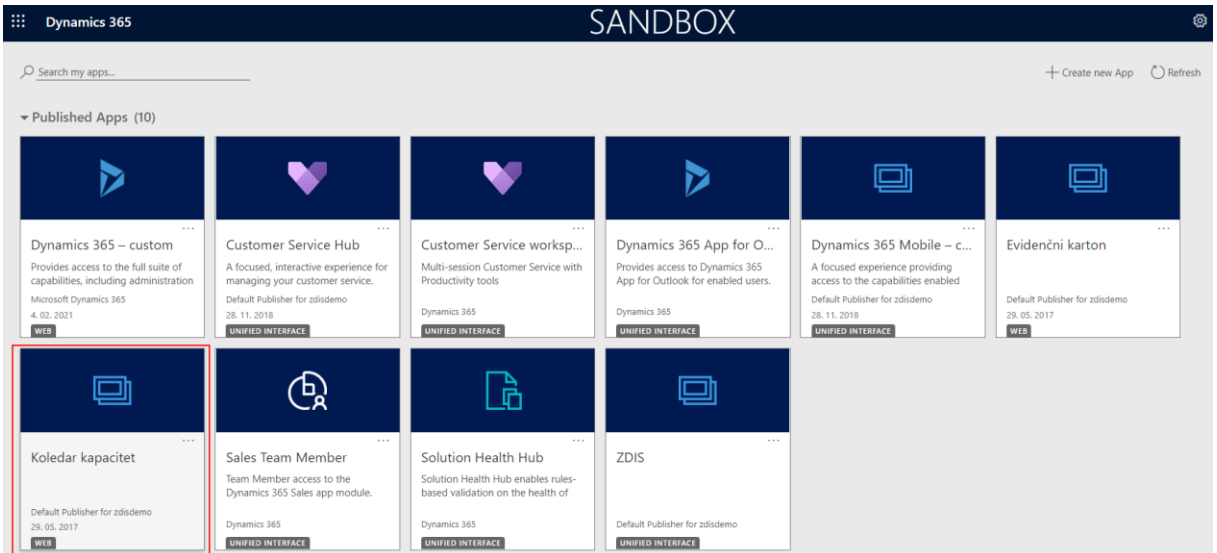 Dynamics 365
SANDBOX
Search my apps...
Create new App
Refresh
Published Apps (10)
Dynamics 365 – custom
Provides access to the full suite of
capabilities, including administration
Microsoft Dynamics 365
4. 02. 2021
WEB
Customer Service Hub
A focused, interactive experience for
managing your customer service.
Default Publisher for zdisdemo
28. 11. 2018
UNIFIED INTERFACE
Customer Service worksp...
Multi-session Customer Service with
Productivity tools
Dynamics 365
UNIFIED INTERFACE
Dynamics 365 App for O...
Provides access to Dynamics 365
App for Outlook for enabled users.
Dynamics 365
UNIFIED INTERFACE
Dynamics 365 Mobile – c...
A focused experience providing
access to the capabilities enabled
Default Publisher for zdisdemo
28. 11. 2018
UNIFIED INTERFACE
Evidenčni karton
Default Publisher for zdisdemo
29. 05. 2017
WEB
Koledar kapacitet
Default Publisher for zdisdemo
29. 05. 2017
WEB
Sales Team Member
Team Member access to the
Dynamics 365 Sales app module.
Dynamics 365
UNIFIED INTERFACE
Solution Health Hub
Solution Health Hub enables rules-
based validation on the health of
Dynamics 365
UNIFIED INTERFACE
ZDIS
Default Publisher for zdisdemo
UNIFIED INTERFACE